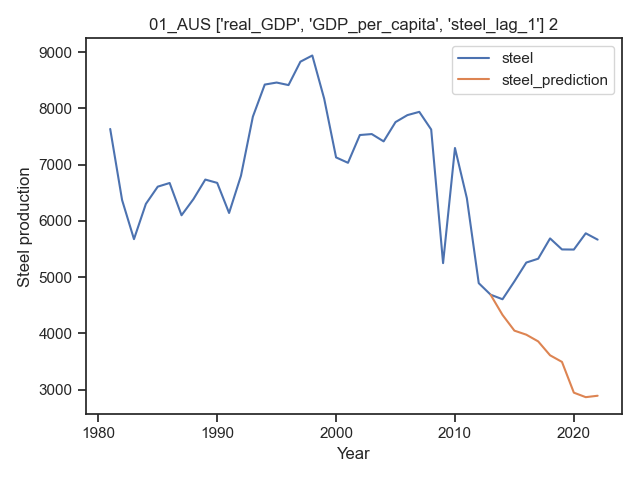 01_AUS ['real_GDP', 'GDP_per_capita', 'steel_lag_1'] 2
steel
steel_prediction
9000
8000
7000
6000
5000
4000
3000
Steel production
1980
1990
2000
2010
2020
Year